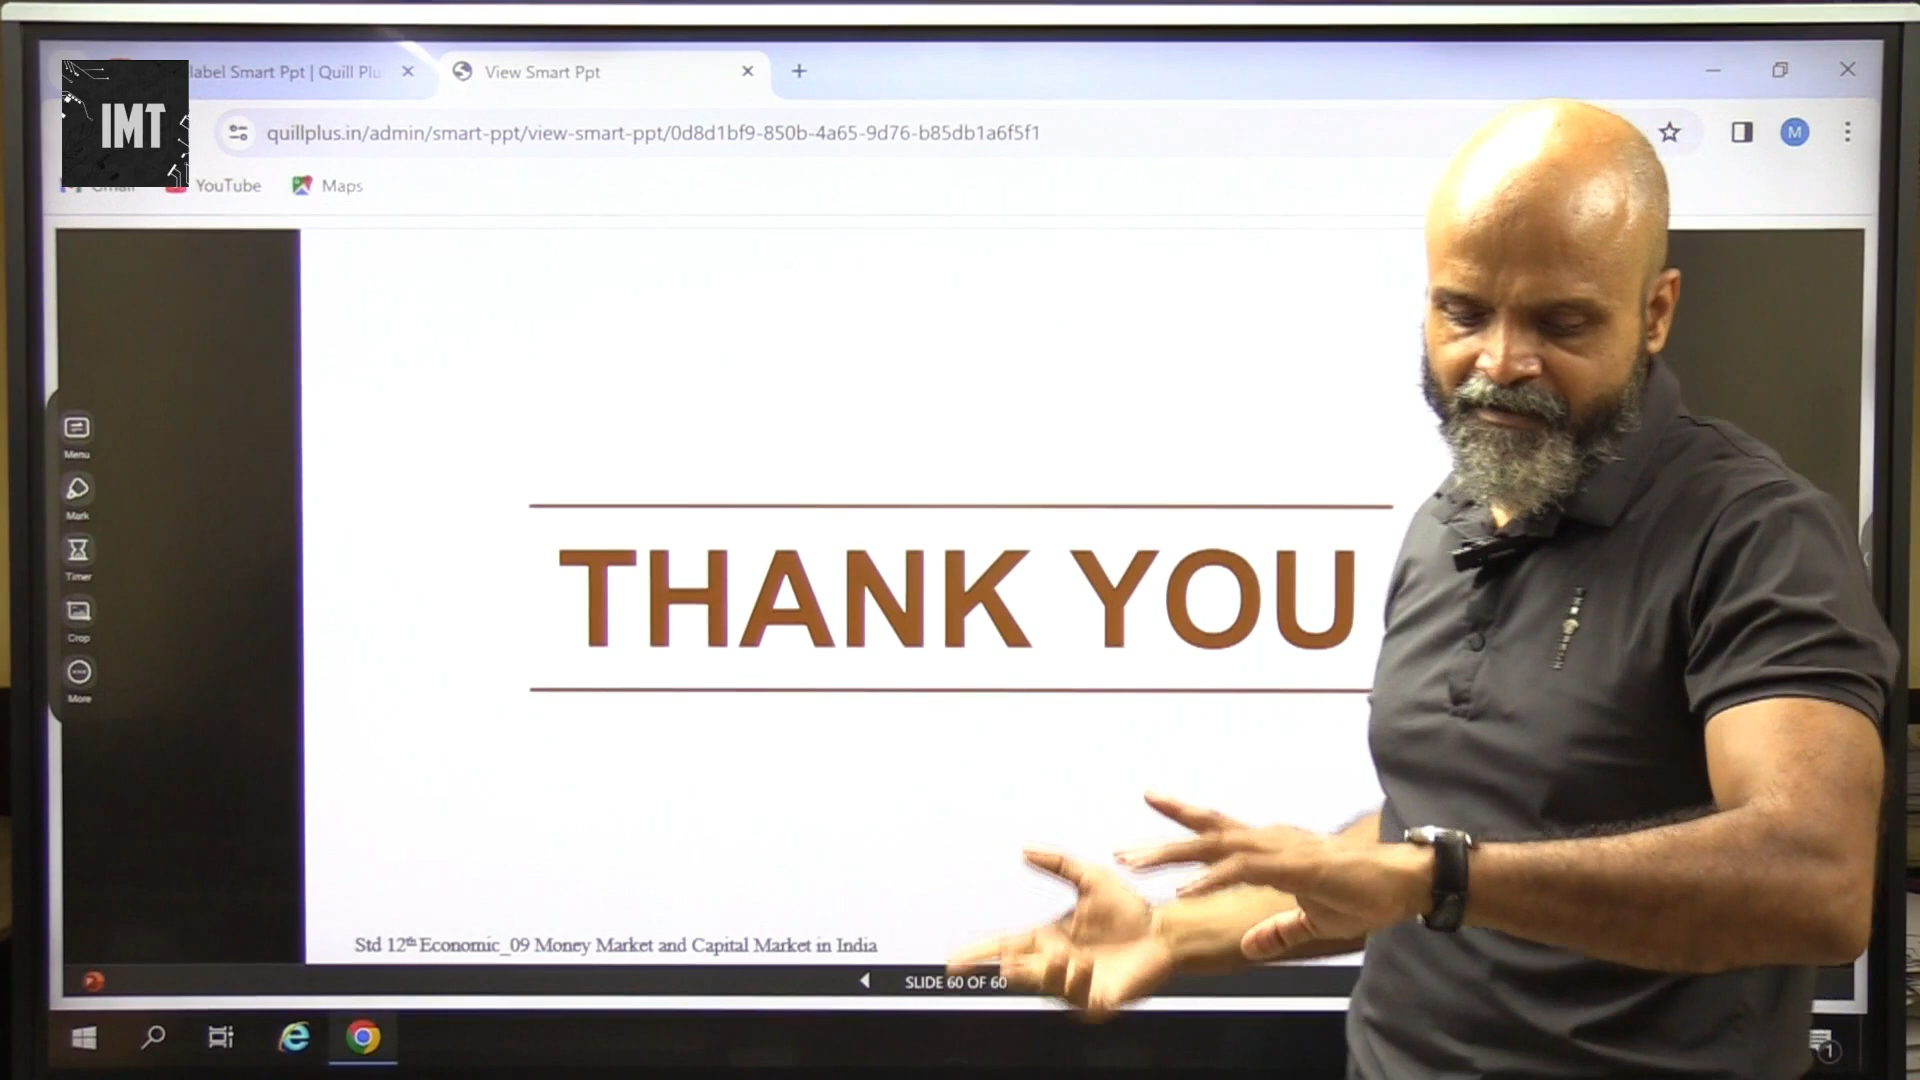 label Smart Ppt | Quill Plu
View Smart Ppt
IMT
quillplus.in/admin/smart-ppt/view-smart-ppt/0d8d1bf9-850b-4a65-9d76-b85db1a6f5f1
M
Gmail
YouTube
Maps
Menu
Mark
Timer
Crop
More
THANK YOU
Std 12th Economic_09 Money Market and Capital Market in India
SLIDE 60 OF 60
1